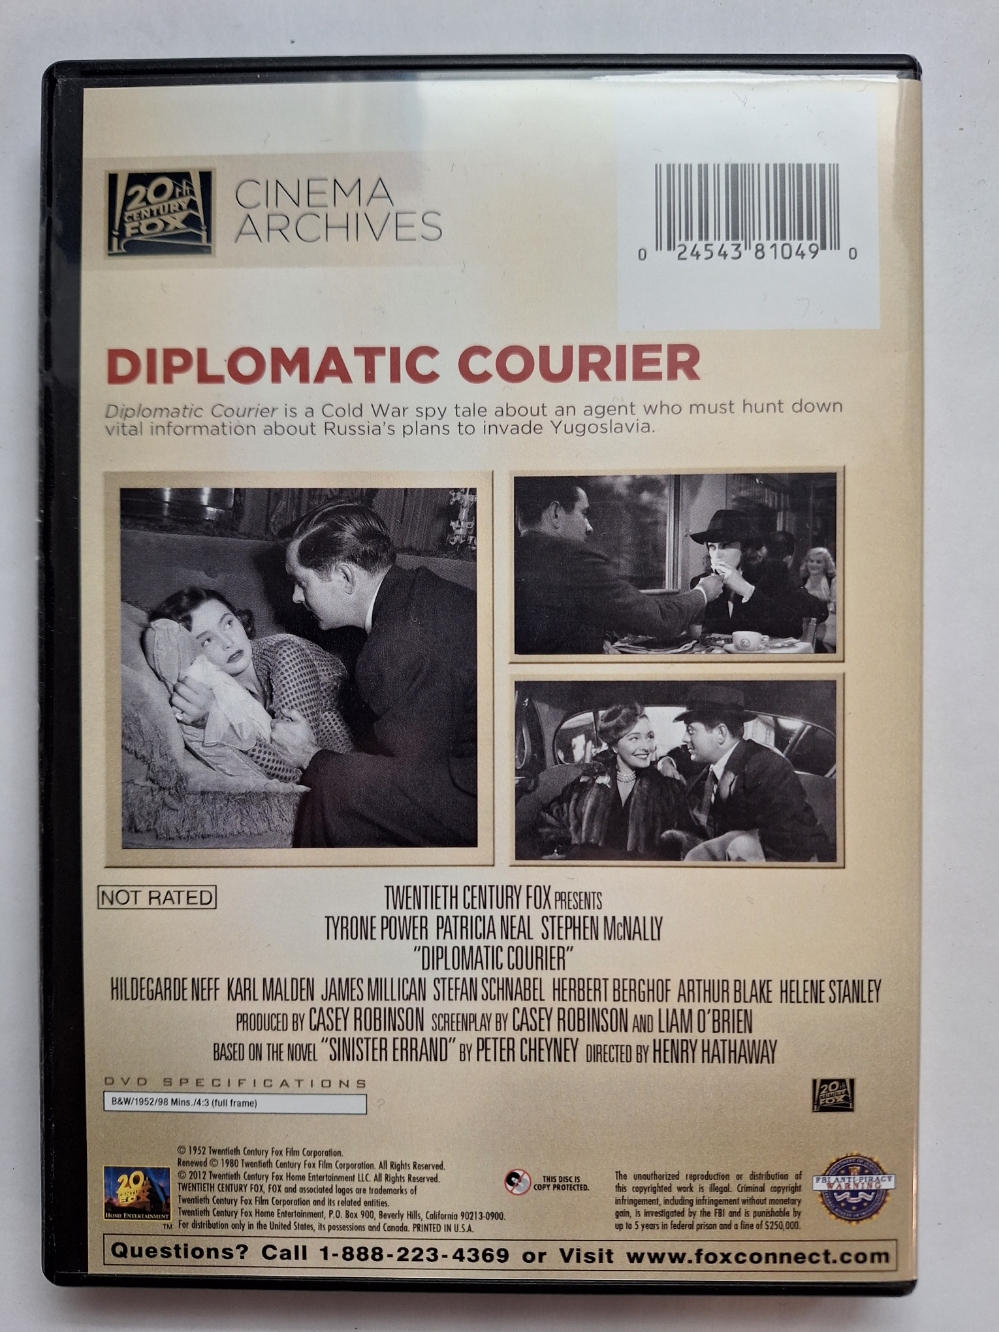 20TH
CENTURY
FOX
CINEMA
ARCHIVES
0 24543 81049 0
DIPLOMATIC COURIER
Diplomatic Courier is a Cold War spy tale about an agent who must hunt down
vital information about Russia's plans to invade Yugoslavia.
NOT RATED
TWENTIETH CENTURY FOX PRESENTS
TYRONE POWER PATRICIA NEAL STEPHEN McNALLY
"DIPLOMATIC COURIER"
HILDEGARDE NEFF KARL MALDEN JAMES MILLICAN STEFAN SCHNABEL HERBERT BERGHOF ARTHUR BLAKE HELENE STANLEY
PRODUCED BY CASEY ROBINSON SCREENPLAY BY CASEY ROBINSON AND LIAM O'BRIEN
BASED ON THE NOVEL "SINISTER ERRAND" BY PETER CHEYNEY DIRECTED BY HENRY HATHAWAY
DVD SPECIFICATIONS
B&W/1952/98 Mins./4:3 (full frame)
20TH
CENTURY
FOX
20TH
CENTURY
FOX
HOME ENTERTAINMENT
TM
© 1952 Twentieth Century Fox Film Corporation.
Renewed © 1980 Twentieth Century Fox Film Corporation. All Rights Reserved.
© 2012 Twentieth Century Fox Home Entertainment LLC. All Rights Reserved.
TWENTIETH CENTURY FOX, FOX and associated logos are trademarks of
Twentieth Century Fox Film Corporation and its related entities.
Twentieth Century Fox Home Entertainment, P.O. Box 900, Beverly Hills, California 90213-0900.
For distribution only in the United States, its possessions and Canada. PRINTED IN U.S.A.
THIS DISC IS
COPY PROTECTED.
The unauthorized reproduction or distribution of
this copyrighted work is illegal. Criminal copyright
infringement, including infringement without monetary
gain, is investigated by the FBI and is punishable by
up to 5 years in federal prison and a fine of $250,000.
FBI ANTI-PIRACY
WARNING
Questions? Call 1-888-223-4369 or Visit www.foxconnect.com